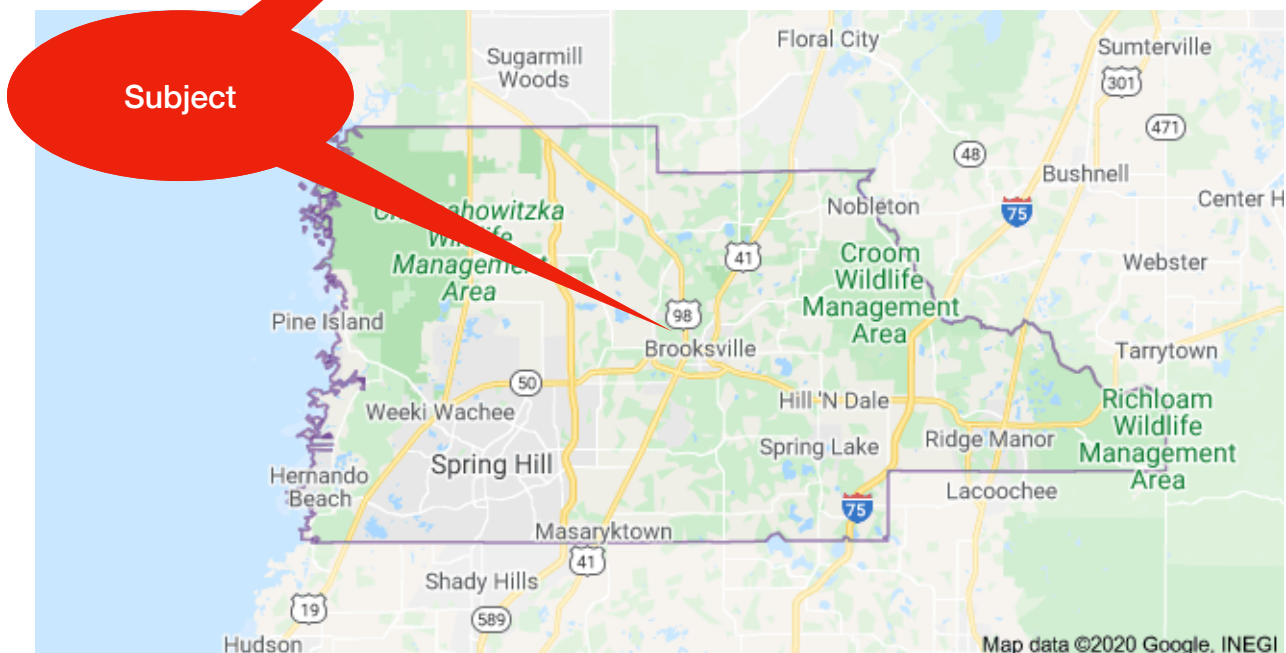 Floral City
Sumterville
Sugarmill
Woods
301
Subject
471
48
Bushnell
75
Center H
Nobleton
41
Croom
Wildlife
Management
Area
Webster
Wildlife
Management
Area
98
Pine Island
Brooksville
Tarrytown
50
Hill 'N Dale
Richloam
Wildlife
Management
Area
Weeki Wachee
Spring Lake
Ridge Manor
Spring Hill
Hernando
Beach
Lacoochee
75
Masaryktown
41
Shady Hills
19
589
Hudson
Map data ©2020 Google, INEGI